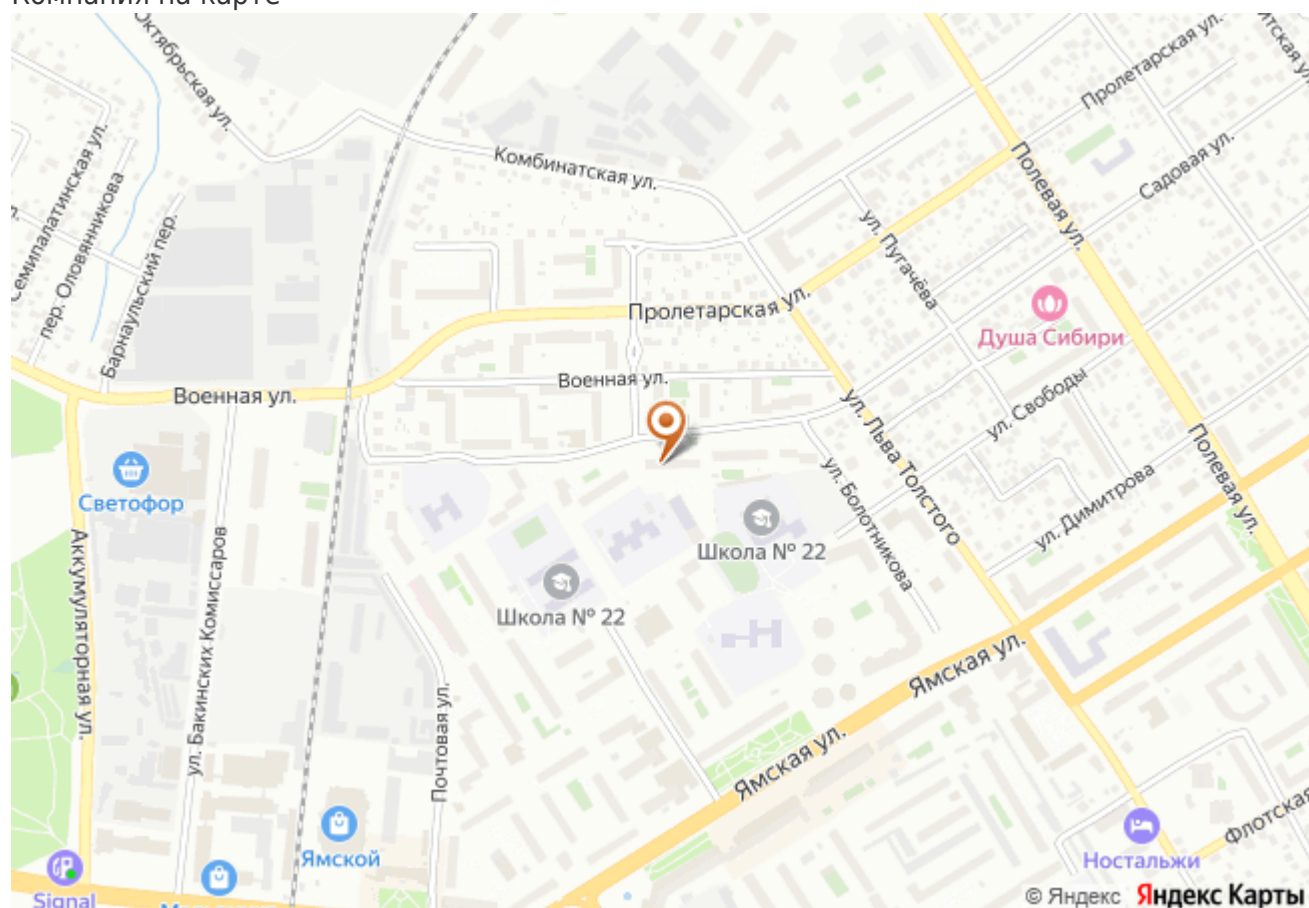 Компания на карте
Октябрьская ул.
Пролетарская ул.
Комбинатская ул.
Полевая ул.
Садовая ул.
Семипалатинская ул.
пер. Оловянникова
Барнаульский пер.
ул. Пугачёва
Пролетарская ул.
Душа Сибири
Военная ул.
Военная ул.
ул. Льва Толстого
ул. Свободы
Светофор
ул. Болотникова
ул. Димитрова
Полевая ул.
Школа № 22
Школа № 22
Аккумуляторная ул.
ул. Бакинских Комиссаров
Почтовая ул.
Ямская ул.
Ямская ул.
Флотская
Ямской
Ностальжи
Signal
© Яндекс Яндекс Карты